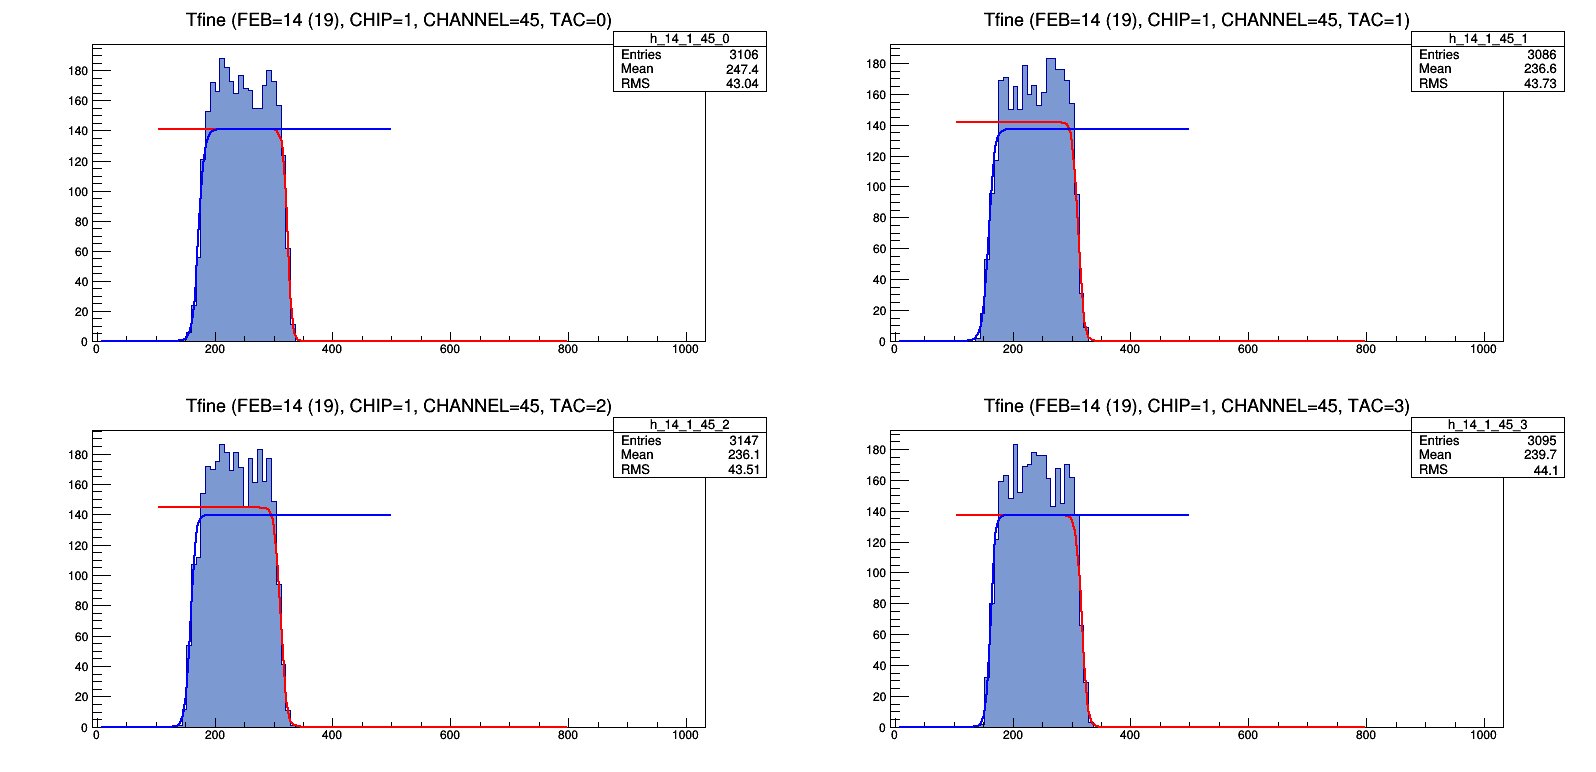 Tfine (FEB=14 (19), CHIP=1, CHANNEL=45, TAC=0)
h_14_1_45_0
Entries 3106
Mean 247.4
RMS 43.04
180
160
140
120
100
80
60
40
20
0
0 200 400 600 800 1000
Tfine (FEB=14 (19), CHIP=1, CHANNEL=45, TAC=1)
h_14_1_45_1
Entries 3086
Mean 236.6
RMS 43.73
180
160
140
120
100
80
60
40
20
0
0 200 400 600 800 1000
Tfine (FEB=14 (19), CHIP=1, CHANNEL=45, TAC=2)
h_14_1_45_2
Entries 3147
Mean 236.1
RMS 43.51
180
160
140
120
100
80
60
40
20
0
0 200 400 600 800 1000
Tfine (FEB=14 (19), CHIP=1, CHANNEL=45, TAC=3)
h_14_1_45_3
Entries 3095
Mean 239.7
RMS 44.1
180
160
140
120
100
80
60
40
20
0
0 200 400 600 800 1000